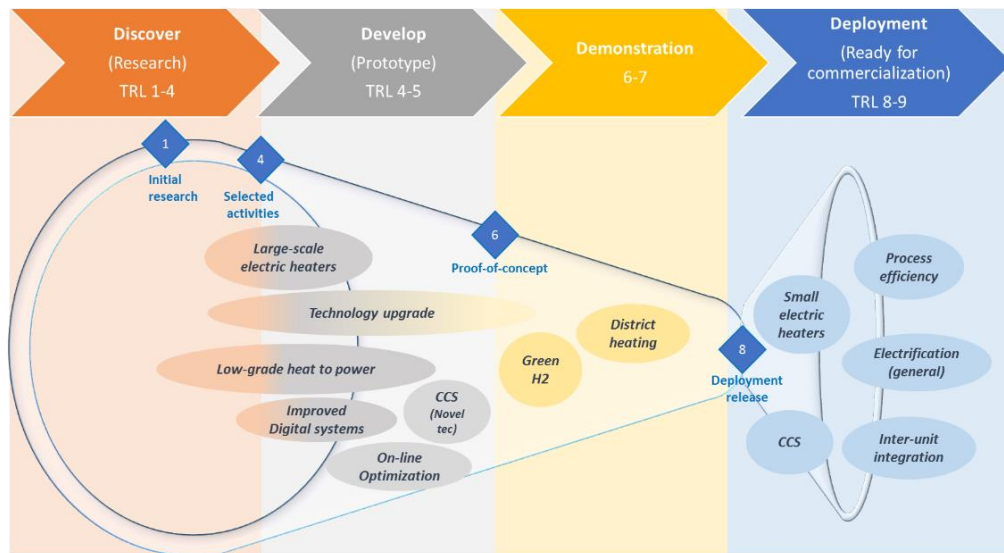 Discover
(Research)
TRL 1-4
Develop
(Prototype)
TRL 4-5
Demonstration
6-7
Deployment
(Ready for
commercialization)
TRL 8-9
1
Initial
research
4
Selected
activities
6
Proof-of-concept
8
Deployment
release
Large-scale
electric heaters
Technology upgrade
Low-grade heat to power
Improved
Digital systems
CCS
(Novel
tec)
On-line
Optimization
Green
H2
District
heating
Small
electric
heaters
Process
efficiency
Electrification
(general)
CCS
Inter-unit
integration